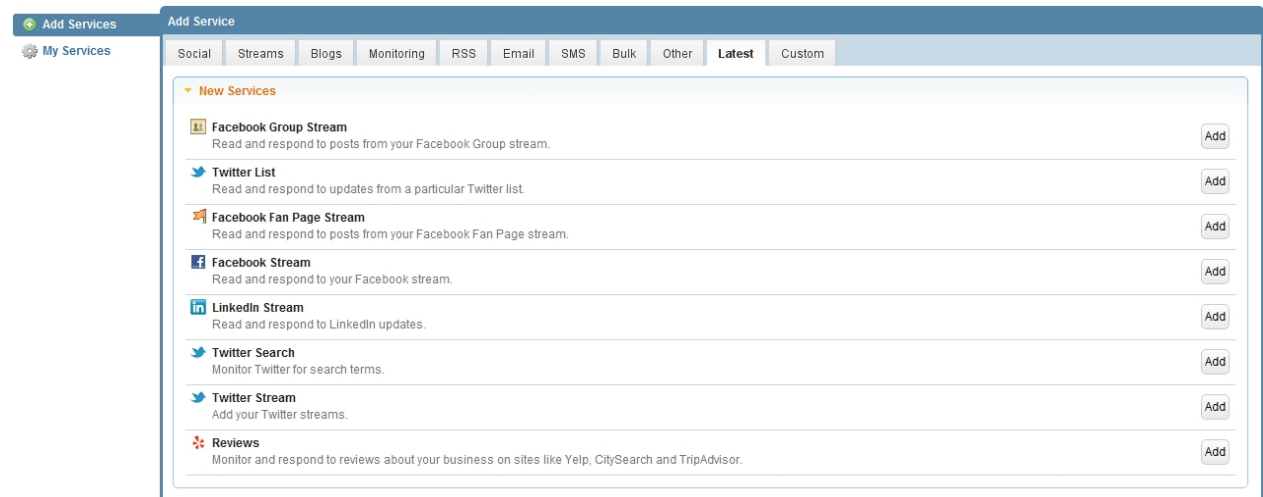 Add Services
My Services
Add Service
Social Streams Blogs Monitoring RSS Email SMS Bulk Other Latest Custom
New Services
Facebook Group Stream
Read and respond to posts from your Facebook Group stream.
Add
Twitter List
Read and respond to updates from a particular Twitter list.
Add
Facebook Fan Page Stream
Read and respond to posts from your Facebook Fan Page stream.
Add
Facebook Stream
Read and respond to your Facebook stream.
Add
LinkedIn Stream
Read and respond to LinkedIn updates.
Add
Twitter Search
Monitor Twitter for search terms.
Add
Twitter Stream
Add your Twitter streams.
Add
Reviews
Monitor and respond to reviews about your business on sites like Yelp, CitySearch and TripAdvisor.
Add